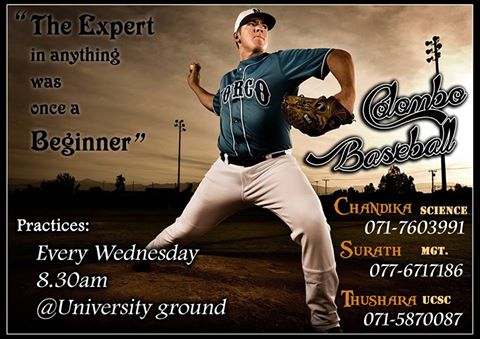 "The Expert
in anything
was
once a
Beginner"
Colombo
Baseball
Practices:
Every Wednesday
8.30am
@University ground
CHANDIKA SCIENCE
071-7603991
SURATH MGT.
077-6717186
THUSHARA UCSC
071-5870087